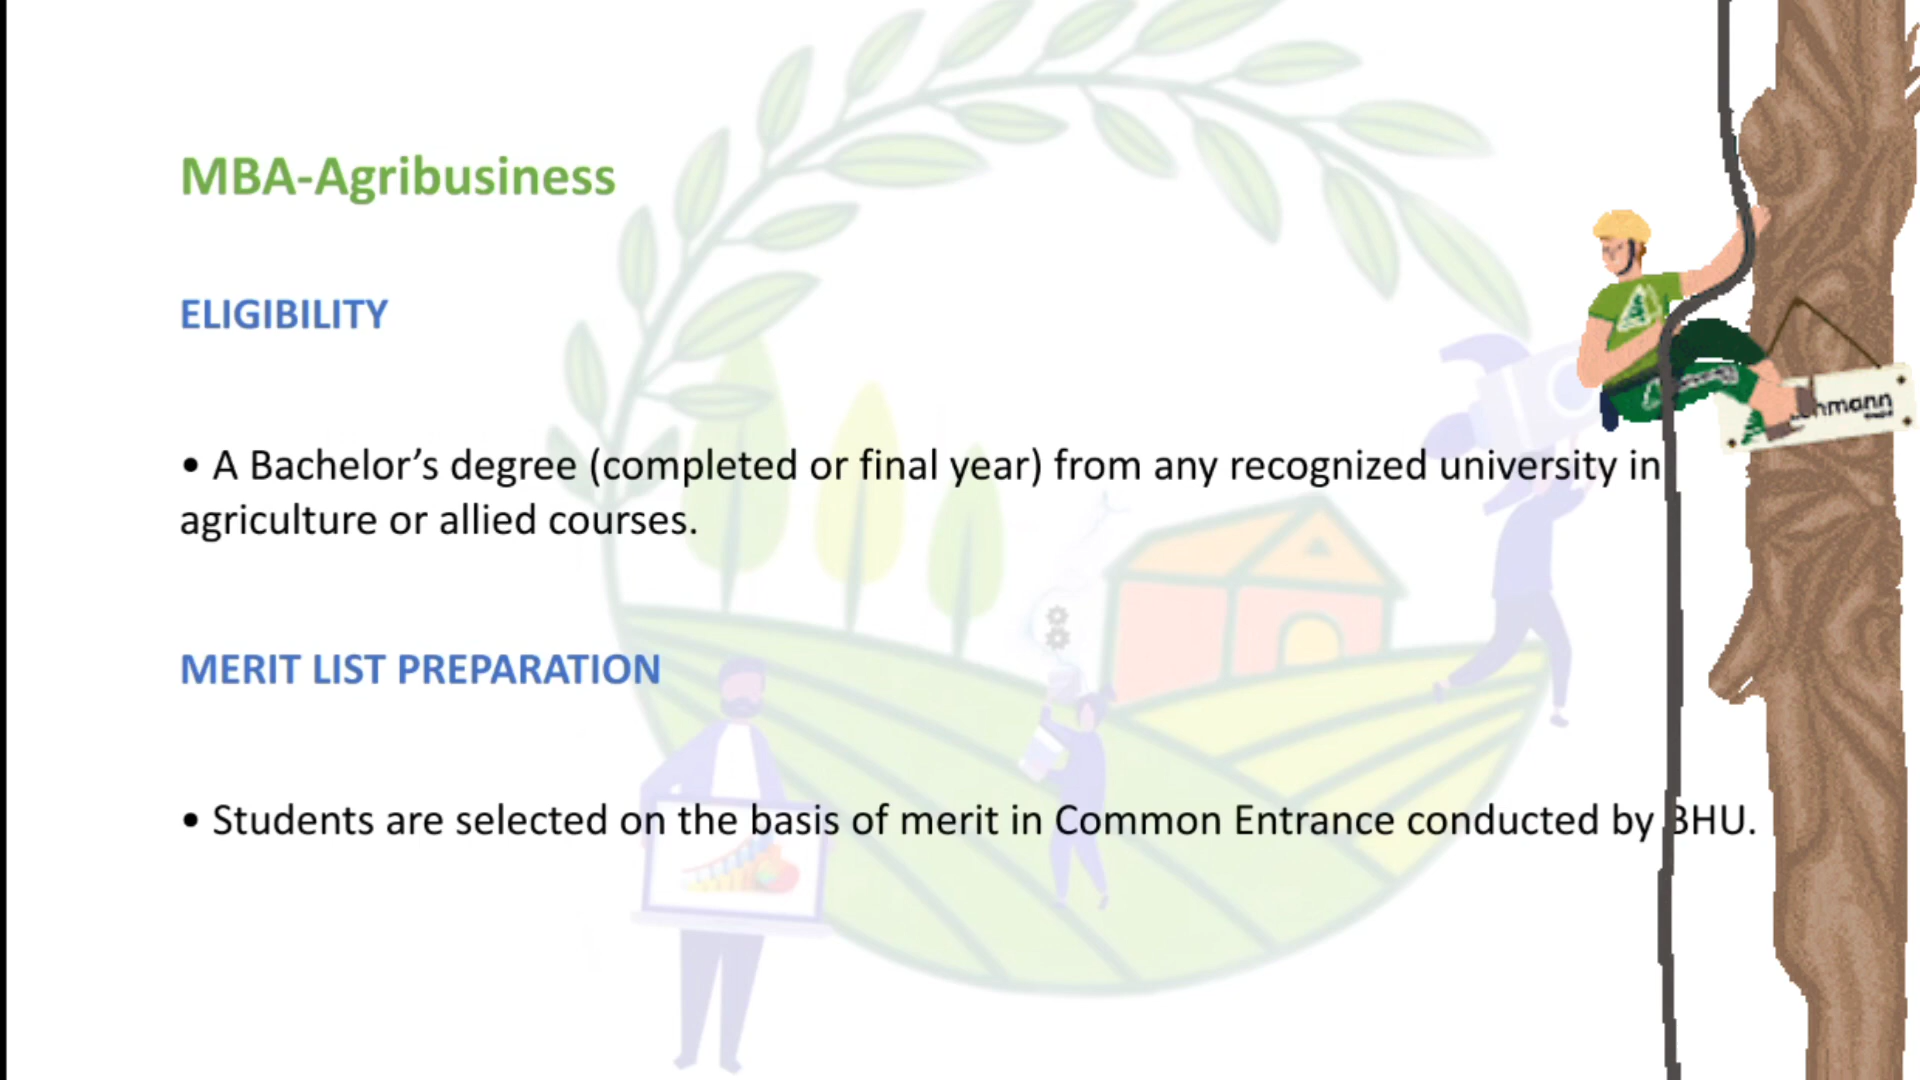 MBA-Agribusiness
ELIGIBILITY
• A Bachelor’s degree (completed or final year) from any recognized university in
agriculture or allied courses.
MERIT LIST PREPARATION
• Students are selected on the basis of merit in Common Entrance conducted by BHU.